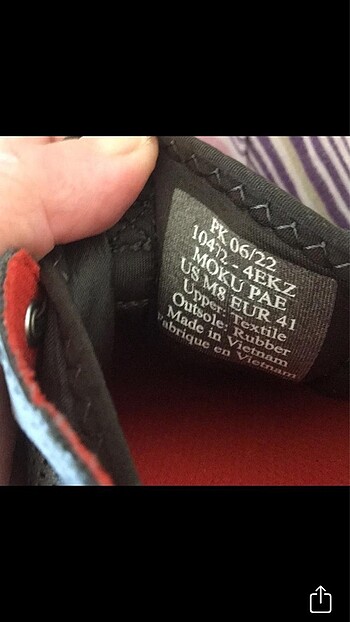 PK 06/22
10472 - 4EKZ
MOKU PAE
US M8 EUR 41
Upper: Textile
Outsole: Rubber
Made in Vietnam
Fabrique en Vietnam